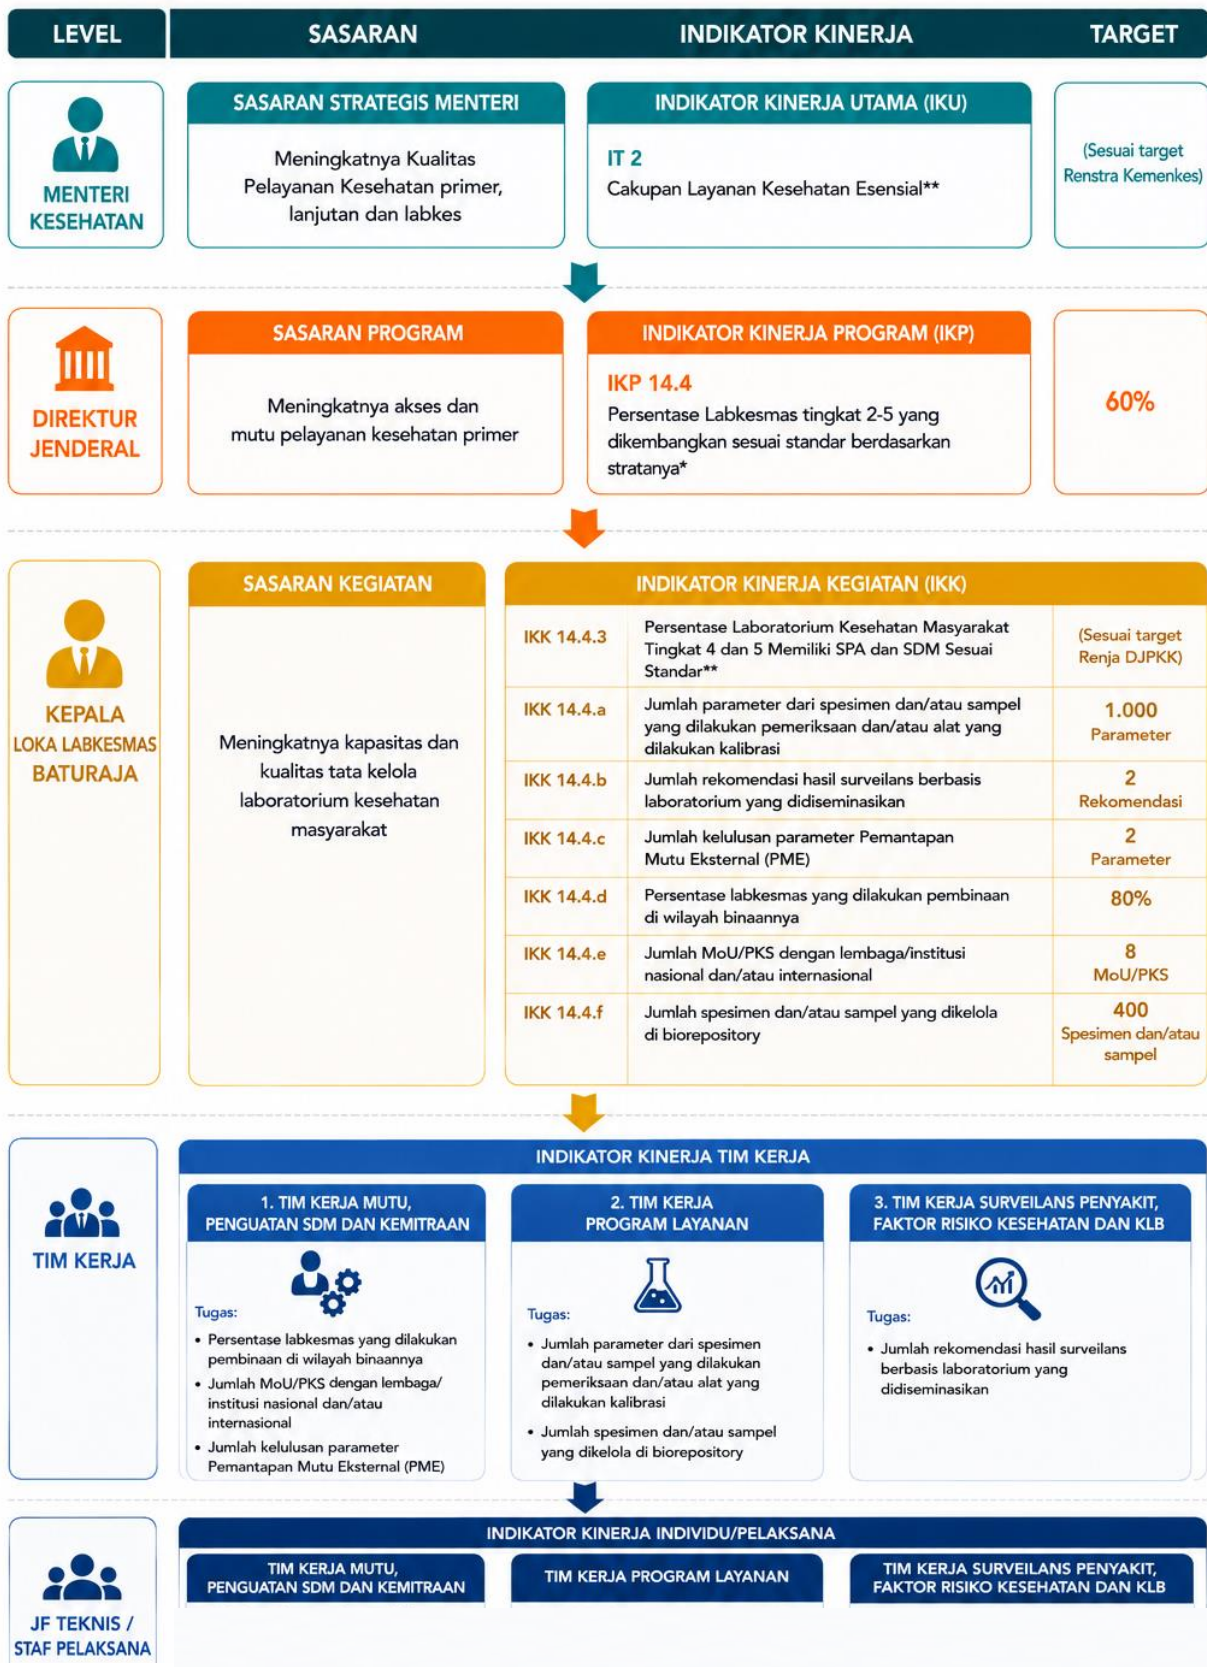 LEVEL
SASARAN
INDIKATOR KINERJA
TARGET
MENTERI
KESEHATAN
SASARAN STRATEGIS MENTERI
Meningkatnya Kualitas
Pelayanan Kesehatan primer,
lanjutan dan labkes
INDIKATOR KINERJA UTAMA (IKU)
IT 2
Cakupan Layanan Kesehatan Esensial**
(Sesuai target
Renstra Kemenkes)
DIREKTUR
JENDERAL
SASARAN PROGRAM
Meningkatnya akses dan
mutu pelayanan kesehatan primer
INDIKATOR KINERJA PROGRAM (IKP)
IKP 14.4
Persentase Labkesmas tingkat 2-5 yang
dikembangkan sesuai standar berdasarkan
stratanya*
60%
KEPALA
LOKA LABKESMAS
BATURAJA
SASARAN KEGIATAN
Meningkatnya kapasitas dan
kualitas tata kelola
laboratorium kesehatan
masyarakat
INDIKATOR KINERJA KEGIATAN (IKK)
IKK 14.4.3
Persentase Laboratorium Kesehatan Masyarakat
Tingkat 4 dan 5 Memiliki SPA dan SDM Sesuai
Standar**
(Sesuai target
Renja DJPKK)
IKK 14.4.a
Jumlah parameter dari spesimen dan/atau sampel
yang dilakukan pemeriksaan dan/atau alat yang
dilakukan kalibrasi
1.000
Parameter
IKK 14.4.b
Jumlah rekomendasi hasil surveilans berbasis
laboratorium yang didiseminasikan
2
Rekomendasi
IKK 14.4.c
Jumlah kelulusan parameter Pemantapan
Mutu Eksternal (PME)
2
Parameter
IKK 14.4.d
Persentase labkesmas yang dilakukan pembinaan
di wilayah binaannya
80%
IKK 14.4.e
Jumlah MoU/PKS dengan lembaga/institusi
nasional dan/atau internasional
8
MoU/PKS
IKK 14.4.f
Jumlah spesimen dan/atau sampel yang dikelola
di biorepository
400
Spesimen dan/atau
sampel
TIM KERJA
INDIKATOR KINERJA TIM KERJA
1. TIM KERJA MUTU,
PENGUATAN SDM DAN KEMITRAAN
Tugas:
• Persentase labkesmas yang dilakukan
pembinaan di wilayah binaannya
• Jumlah MoU/PKS dengan lembaga/
institusi nasional dan/atau
internasional
• Jumlah kelulusan parameter
Pemantapan Mutu Eksternal (PME)
2. TIM KERJA
PROGRAM LAYANAN
Tugas:
• Jumlah parameter dari spesimen
dan/atau sampel yang dilakukan
pemeriksaan dan/atau alat yang
dilakukan kalibrasi
• Jumlah spesimen dan/atau sampel
yang dikelola di biorepository
3. TIM KERJA SURVEILANS PENYAKIT,
FAKTOR RISIKO KESEHATAN DAN KLB
Tugas:
• Jumlah rekomendasi hasil surveilans
berbasis laboratorium yang
didiseminasikan
JF TEKNIS /
STAF PELAKSANA
INDIKATOR KINERJA INDIVIDU/PELAKSANA
TIM KERJA MUTU,
PENGUATAN SDM DAN KEMITRAAN
TIM KERJA PROGRAM LAYANAN
TIM KERJA SURVEILANS PENYAKIT,
FAKTOR RISIKO KESEHATAN DAN KLB